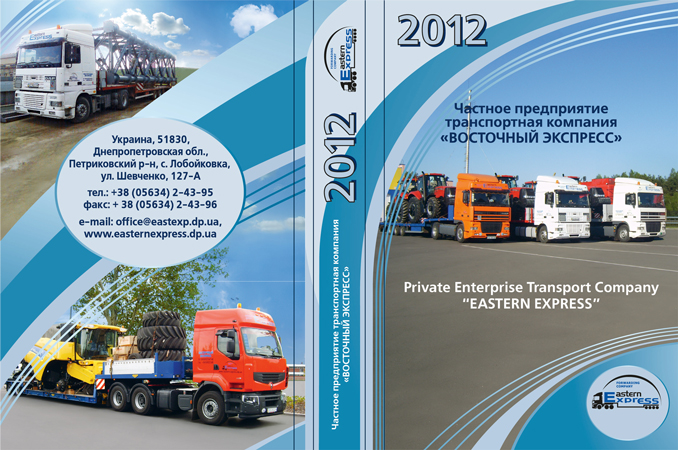 Украина, 51830,
Днепропетровская обл.,
Петриковский р-н, с. Лобойковка,
ул. Шевченко, 127-А
тел.: +38 (05634) 2-43-95
факс: + 38 (05634) 2-43-96
e-mail: office@eastexp.dp.ua,
www.easternexpress.dp.ua
FORWARDING
COMPANY
Eastern
Express
2012
Частное предприятие транспортная компания
«ВОСТОЧНЫЙ ЭКСПРЕСС»
2012
Частное предприятие
транспортная компания
«ВОСТОЧНЫЙ ЭКСПРЕСС»
Private Enterprise Transport Company
“EASTERN EXPRESS”
FORWARDING
COMPANY
Eastern
Express